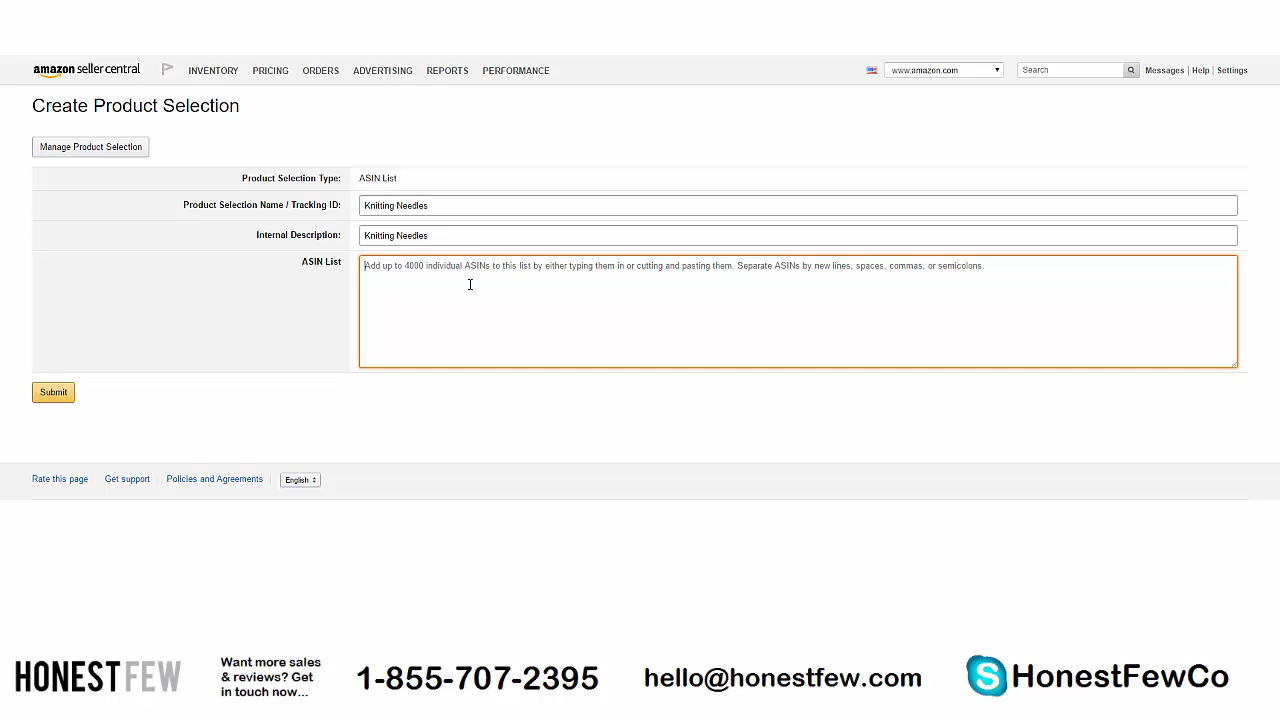 amazon seller central INVENTORY PRICING ORDERS ADVERTISING REPORTS PERFORMANCE www.amazon.com Search Messages | Help | Settings
Create Product Selection
Manage Product Selection
Product Selection Type: ASIN List
Product Selection Name / Tracking ID: Knitting Needles
Internal Description: Knitting Needles
ASIN List Add up to 4000 individual ASINs to this list by either typing them in or cutting and pasting them. Separate ASINs by new lines, spaces, commas, or semicolons.
Submit
Rate this page Get support Policies and Agreements English
HONESTFEW
Want more sales
& reviews? Get
in touch now...
1-855-707-2395
hello@honestfew.com
HonestFewCo